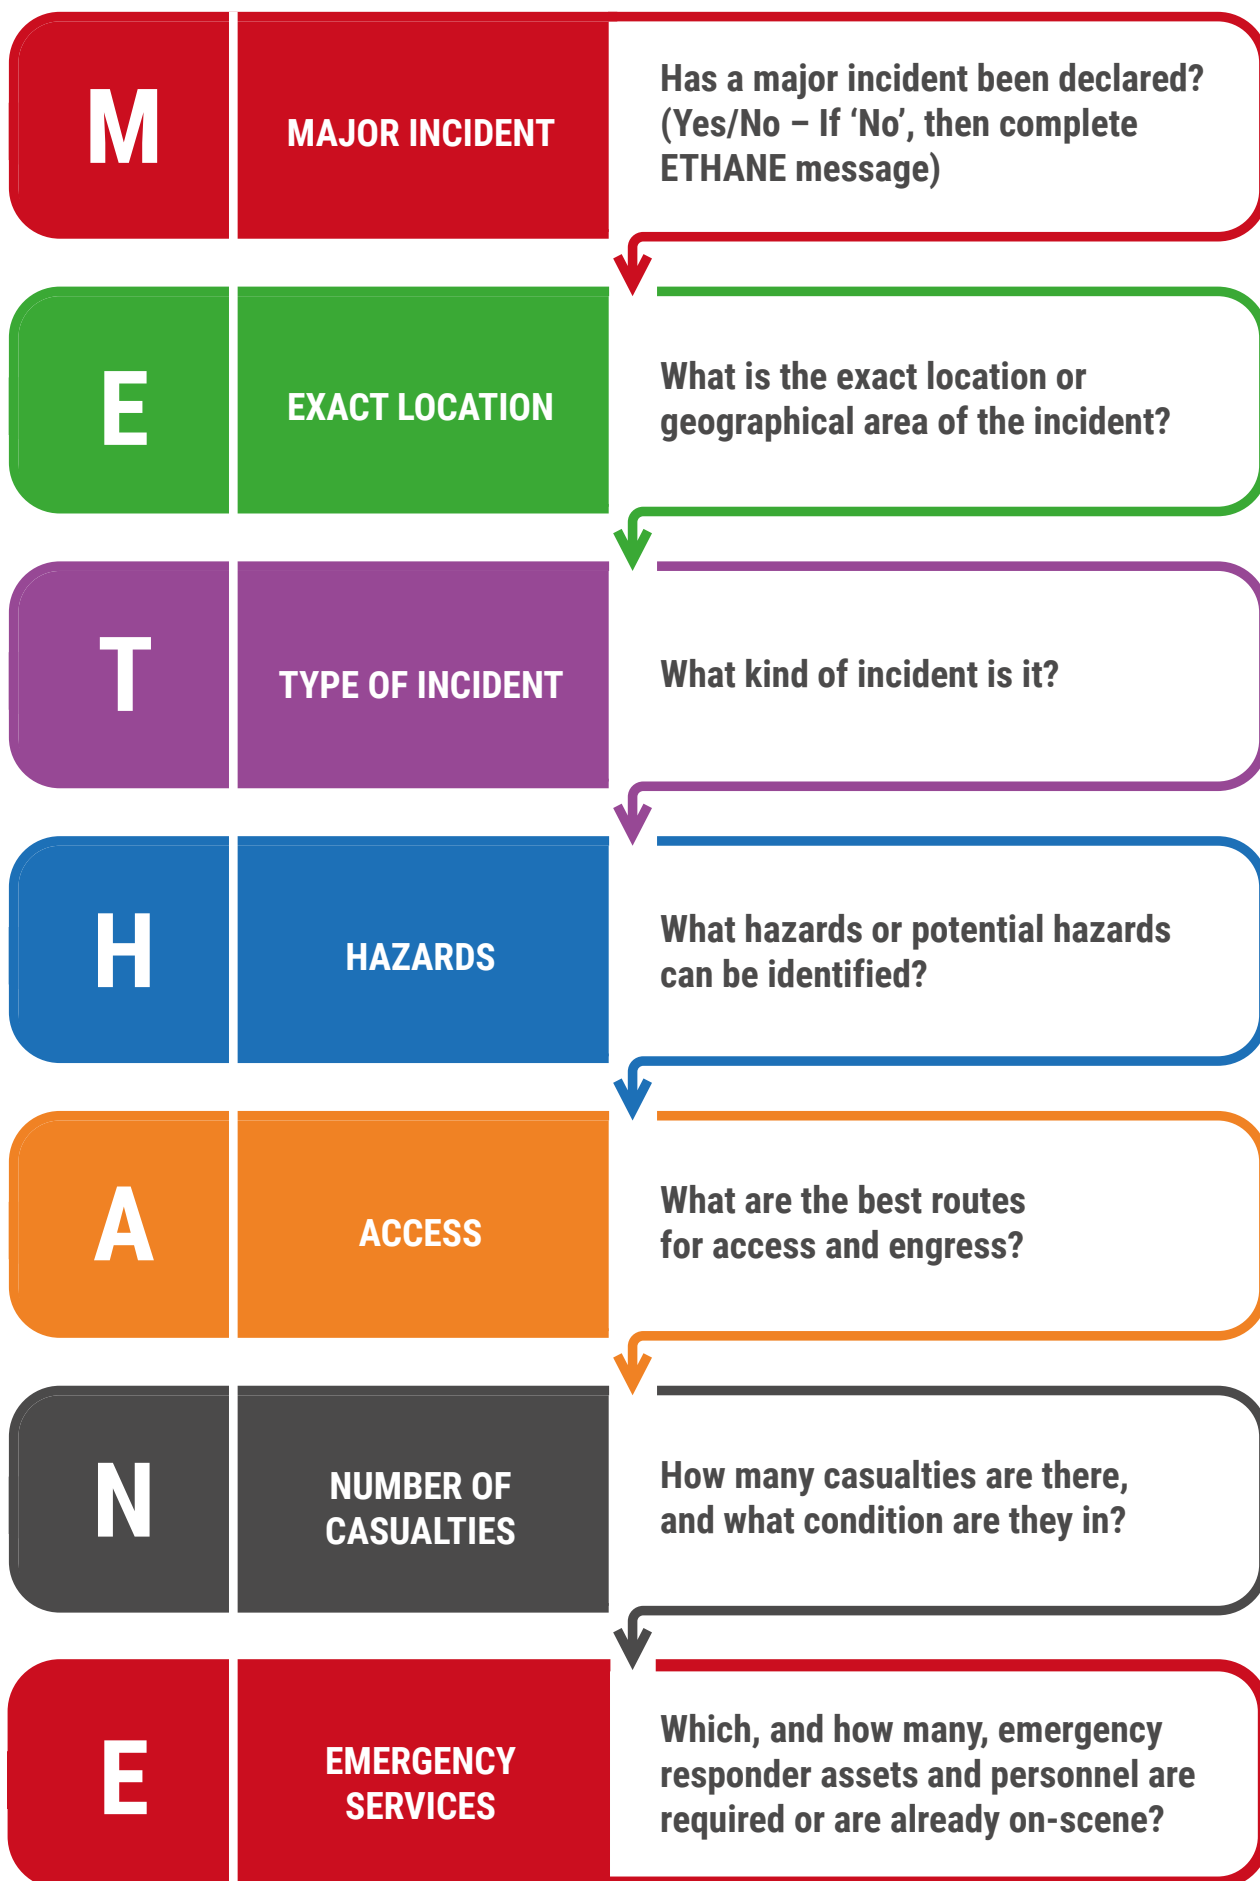 M
MAJOR INCIDENT
Has a major incident been declared?
(Yes/No – If ‘No’, then complete
ETHANE message)
E
EXACT LOCATION
What is the exact location or
geographical area of the incident?
T
TYPE OF INCIDENT
What kind of incident is it?
H
HAZARDS
What hazards or potential hazards
can be identified?
A
ACCESS
What are the best routes
for access and engress?
N
NUMBER OF
CASUALTIES
How many casualties are there,
and what condition are they in?
E
EMERGENCY
SERVICES
Which, and how many, emergency
responder assets and personnel are
required or are already on-scene?